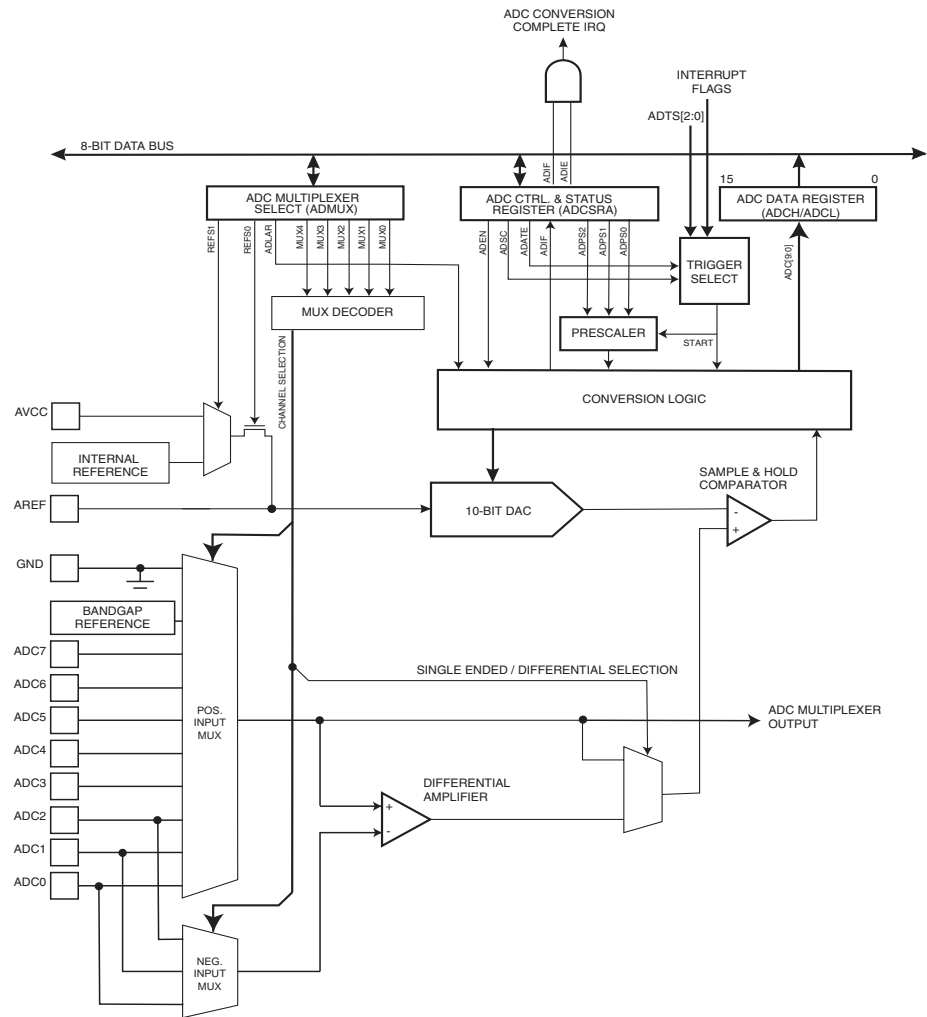 ADC CONVERSION
COMPLETE IRQ
INTERRUPT
FLAGS
ADTS[2:0]
8-BIT DATA BUS
ADIF
ADIE
15
0
ADC MULTIPLEXER
SELECT (ADMUX)
ADC CTRL. & STATUS
REGISTER (ADCSRA)
ADC DATA REGISTER
(ADCH/ADCL)
REFS1
REFS0
ADLAR
MUX4
MUX3
MUX2
MUX1
MUX0
ADEN
ADSC
ADATE
ADIF
ADPS2
ADPS1
ADPS0
ADC[9:0]
TRIGGER
SELECT
MUX DECODER
PRESCALER
START
CHANNEL SELECTION
CONVERSION LOGIC
AVCC
INTERNAL
REFERENCE
SAMPLE & HOLD
COMPARATOR
AREF
10-BIT DAC
-
+
GND
BANDGAP
REFERENCE
ADC7
SINGLE ENDED / DIFFERENTIAL SELECTION
ADC6
ADC5
POS.
INPUT
MUX
ADC MULTIPLEXER
OUTPUT
ADC4
ADC3
DIFFERENTIAL
AMPLIFIER
+
-
ADC2
ADC1
ADC0
NEG.
INPUT
MUX